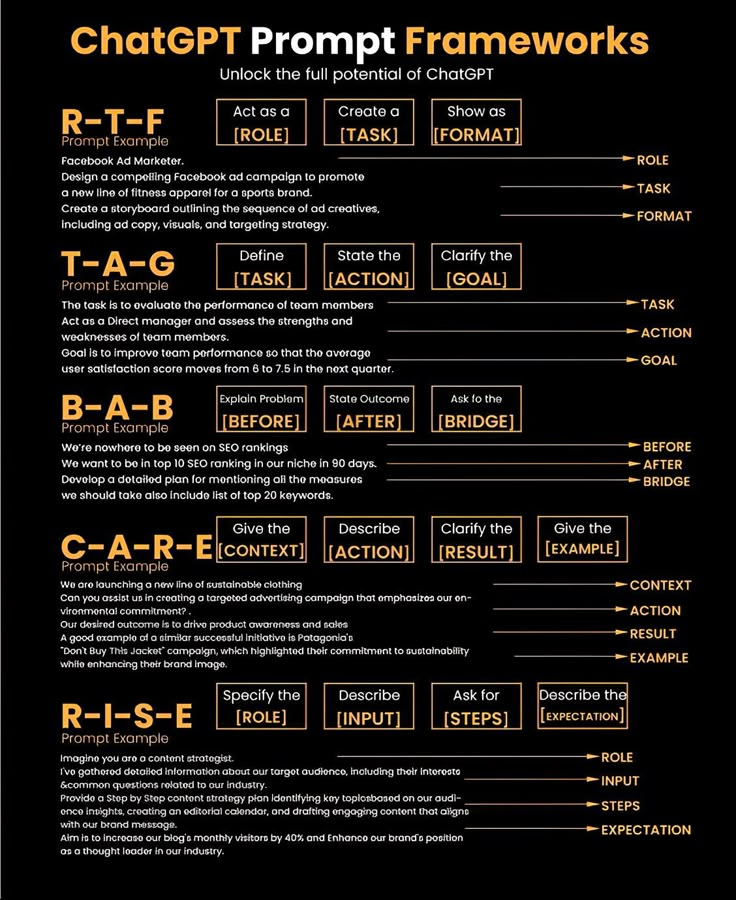 ChatGPT Prompt Frameworks
Unlock the full potential of ChatGPT
R-T-F
Prompt Example
Act as a
[ROLE]
Create a
[TASK]
Show as
[FORMAT]
Facebook Ad Marketer.
Design a compelling Facebook ad campaign to promote
a new line of fitness apparel for a sports brand.
Create a storyboard outlining the sequence of ad creatives,
including ad copy, visuals, and targeting strategy.
ROLE
TASK
FORMAT
T-A-G
Prompt Example
Define
[TASK]
State the
[ACTION]
Clarify the
[GOAL]
The task is to evaluate the performance of team members
Act as a Direct manager and assess the strengths and
weaknesses of team members.
Goal is to improve team performance so that the average
user satisfaction score moves from 6 to 7.5 in the next quarter.
TASK
ACTION
GOAL
B-A-B
Prompt Example
Explain Problem
[BEFORE]
State Outcome
[AFTER]
Ask fo the
[BRIDGE]
We're nowhere to be seen on SEO rankings
We want to be in top 10 SEO ranking in our niche in 90 days.
Develop a detailed plan for mentioning all the measures
we should take also include list of top 20 keywords.
BEFORE
AFTER
BRIDGE
C-A-R-E
Prompt Example
Give the
[CONTEXT]
Describe
[ACTION]
Clarify the
[RESULT]
Give the
[EXAMPLE]
We are launching a new line of sustainable clothing
Can you assist us in creating a targeted advertising campaign that emphasizes our en-
vironmental commitment? .
Our desired outcome is to drive product awareness and sales
A good example of a similar successful initiative is Patagonia's
"Don't Buy This Jacket" campaign, which highlighted their commitment to sustainability
while enhancing their brand image.
CONTEXT
ACTION
RESULT
EXAMPLE
R-I-S-E
Prompt Example
Specify the
[ROLE]
Describe
[INPUT]
Ask for
[STEPS]
Describe the
[EXPECTATION]
Imagine you are a content strategist.
I've gathered detailed information about our target audience, including their interests
&common questions related to our industry.
Provide a Step by Step content strategy plan identifying key topicsbased on our audi-
ence insights, creating an editorial calendar, and drafting engaging content that aligns
with our brand message.
Aim is to increase our blog's monthly visitors by 40% and Enhance our brand's position
as a thought leader in our industry.
ROLE
INPUT
STEPS
EXPECTATION